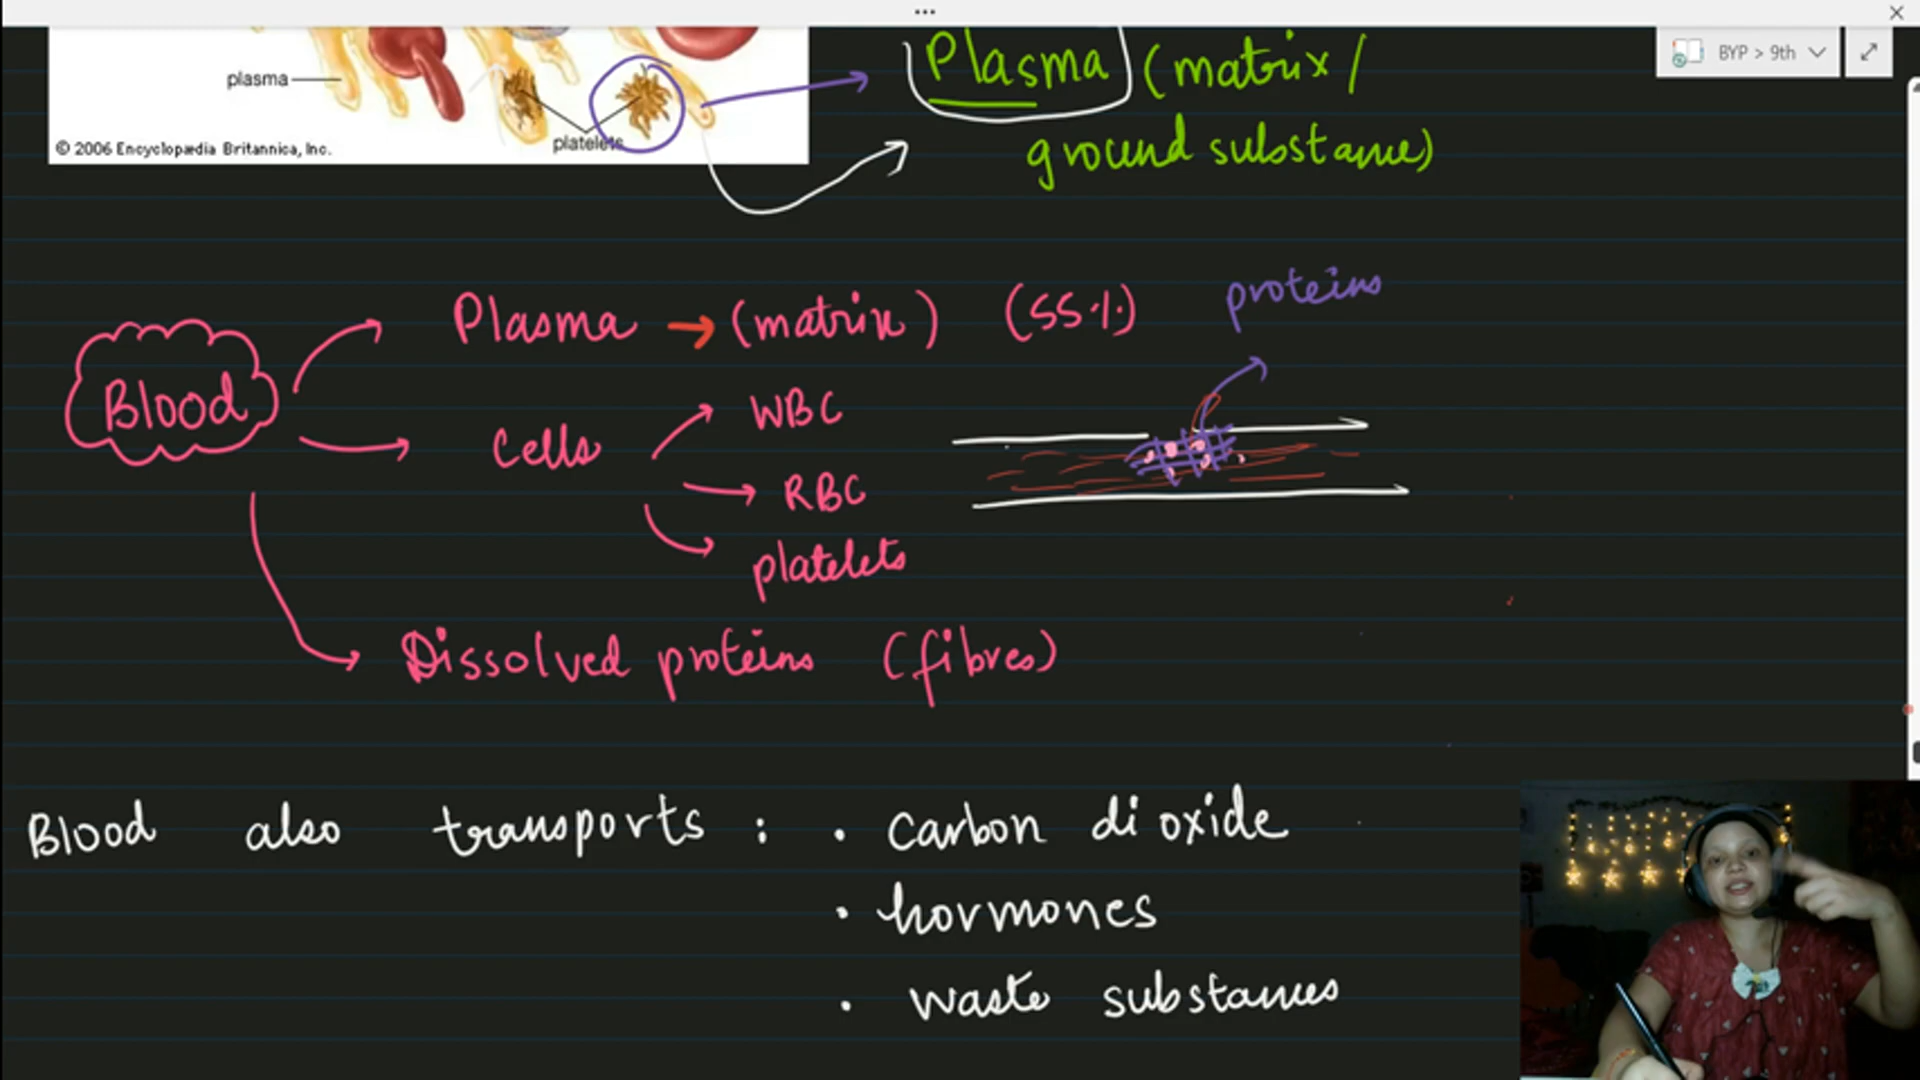 BYP > 9th
plasma
platelets
© 2006 Encyclopædia Britannica, Inc.
Plasma (matrix /
ground substance)
Blood
Plasma → (matrix) (55%)
proteins
Cells
WBC
RBC
platelets
Dissolved proteins (fibres)
Blood also transports : • carbon di oxide
• hormones
• waste substances